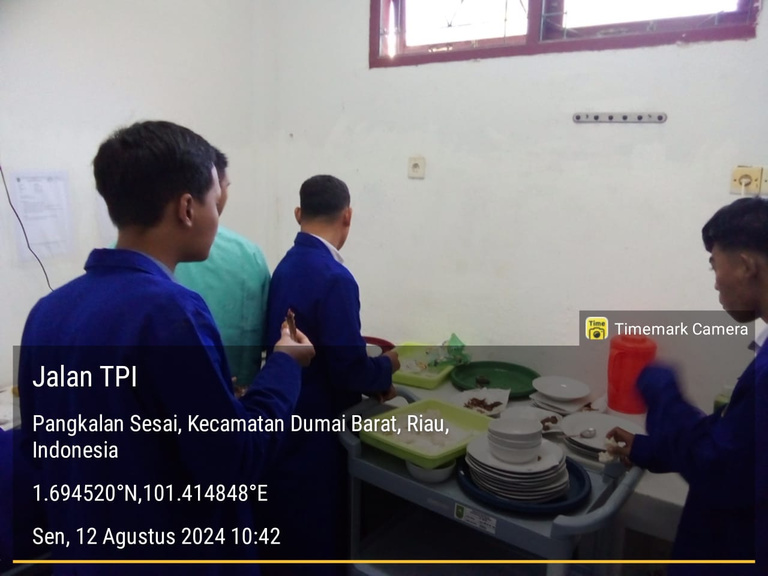 Time
Timemark Camera
Jalan TPI
Pangkalan Sesai, Kecamatan Dumai Barat, Riau,
Indonesia
1.694520°N,101.414848°E
Sen, 12 Agustus 2024 10:42